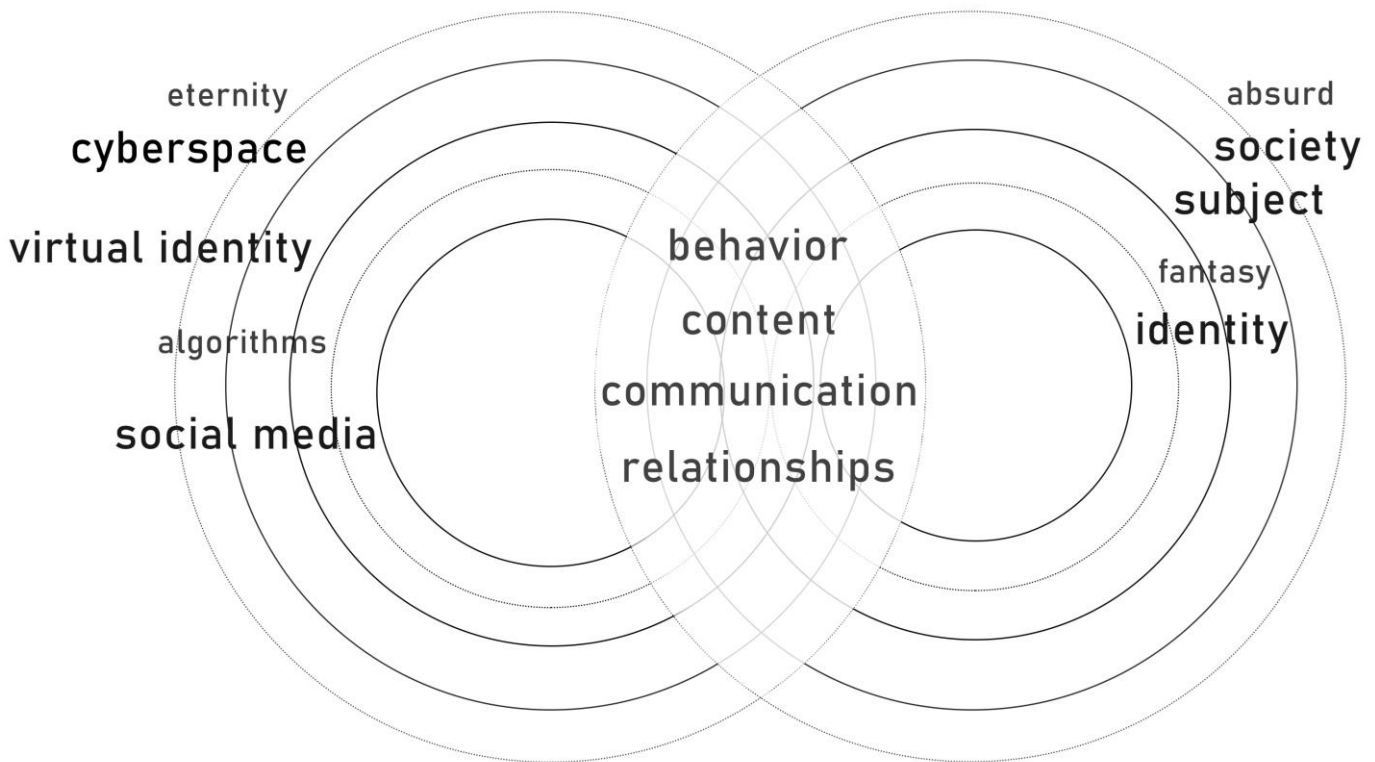 eternity
cyberspace
virtual identity
algorithms
social media
behavior
content
communication
relationships
absurd
society
subject
fantasy
identity